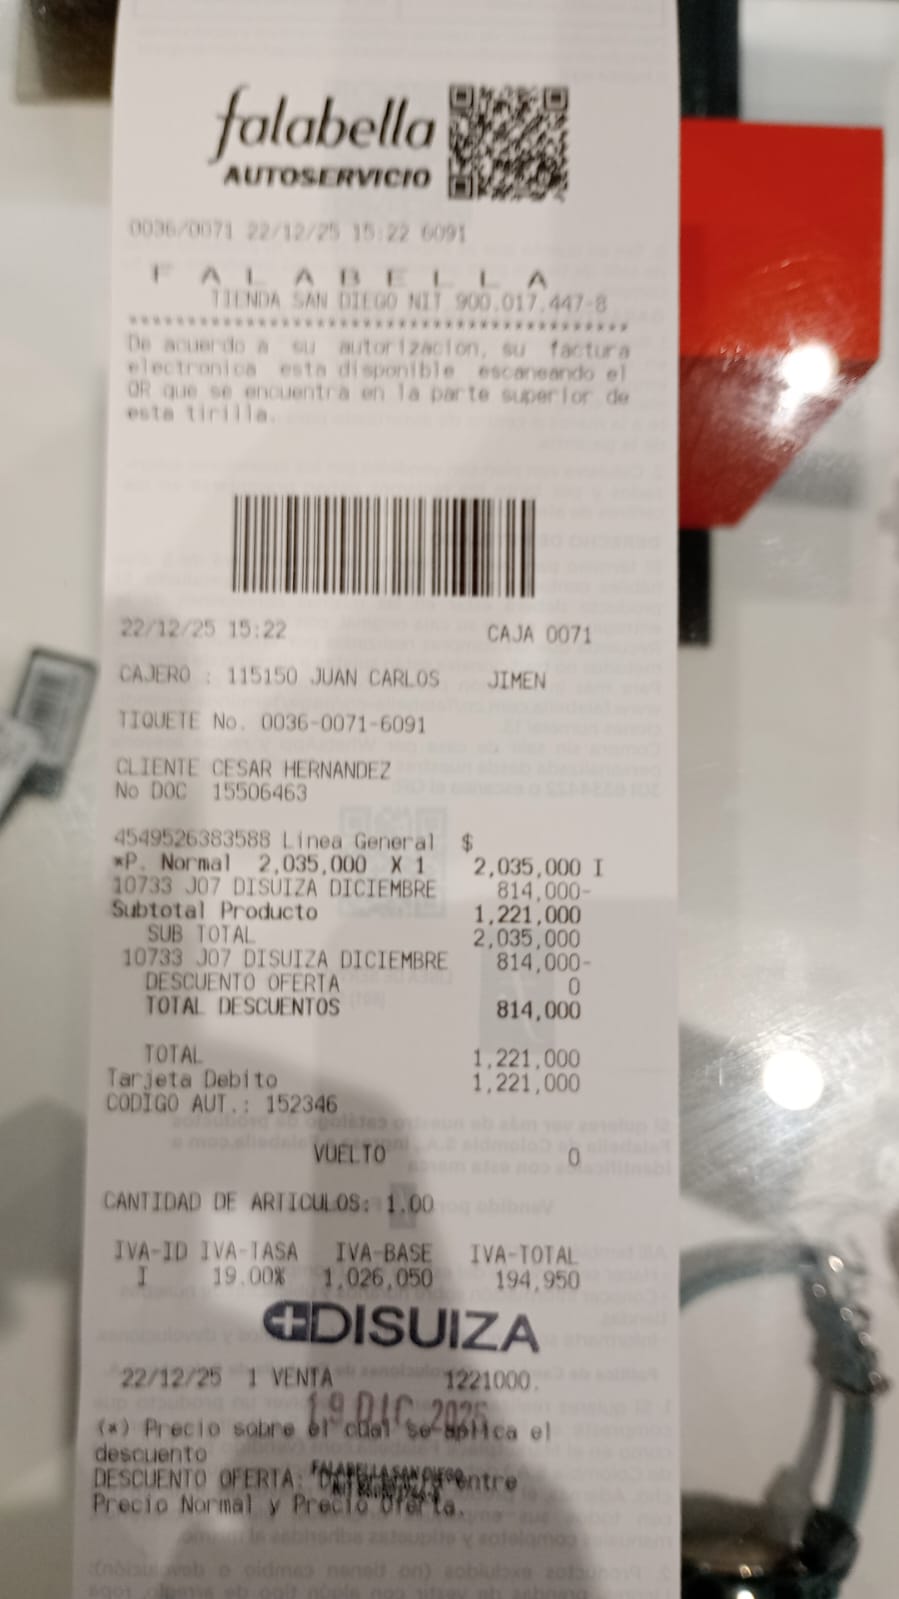 falabella
AUTOSERVICIO
0036/0071 22/12/25 15:22 6091
F A L A B E L L A
TIENDA SAN DIEGO NIT 900.017.447-8
******************************************
De acuerdo a su autorizacion, su factura
electronica esta disponible escaneando el
QR que se encuentra en la parte superior de
esta tirilla.
22/12/25 15:22 CAJA 0071
CAJERO : 115150 JUAN CARLOS JIMEN
TIQUETE No. 0036-0071-6091
CLIENTE CESAR HERNANDEZ
No DOC 15506463
4549526383588 Linea General $
*P. Normal 2,035,000 X 1 2,035,000 I
10733 J07 DISUIZA DICIEMBRE 814,000-
Subtotal Producto 1,221,000
SUB TOTAL 2,035,000
10733 J07 DISUIZA DICIEMBRE 814,000-
DESCUENTO OFERTA 0
TOTAL DESCUENTOS 814,000
TOTAL 1,221,000
Tarjeta Debito 1,221,000
CODIGO AUT.: 152346
VUELTO 0
CANTIDAD DE ARTICULOS: 1.00
IVA-ID IVA-TASA IVA-BASE IVA-TOTAL
I 19.00% 1,026,050 194,950
DISUIZA
22/12/25 1 VENTA 1221000.
DIC
(*) Precio sobre el cual se aplica el
descuento
FALABELLA SAN DIEGO
DESCUENTO OFERTA: entre
Precio Normal y Precio Oferta.